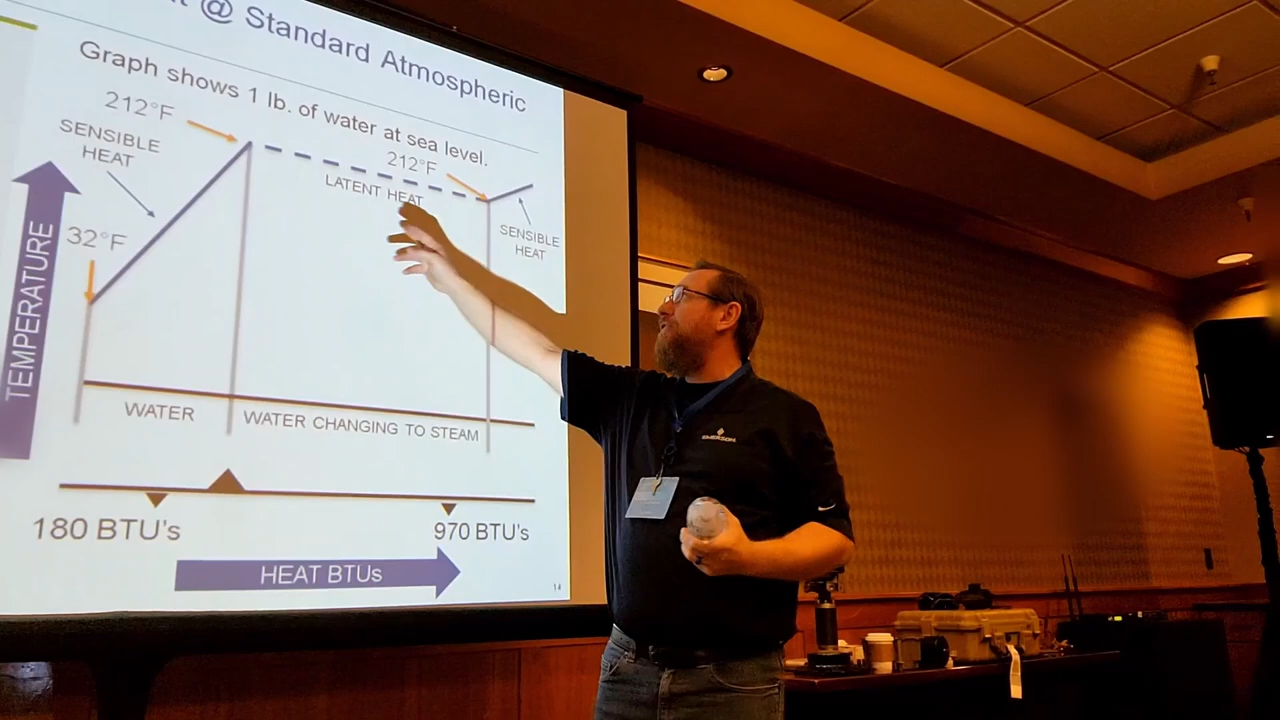 @ Standard Atmospheric
Graph shows 1 lb. of water at sea level.
212°F
212°F
SENSIBLE
HEAT
LATENT HEAT
SENSIBLE
HEAT
32°F
TEMPERATURE
WATER
WATER CHANGING TO STEAM
180 BTU's
970 BTU's
HEAT BTUs
14
EMERSON